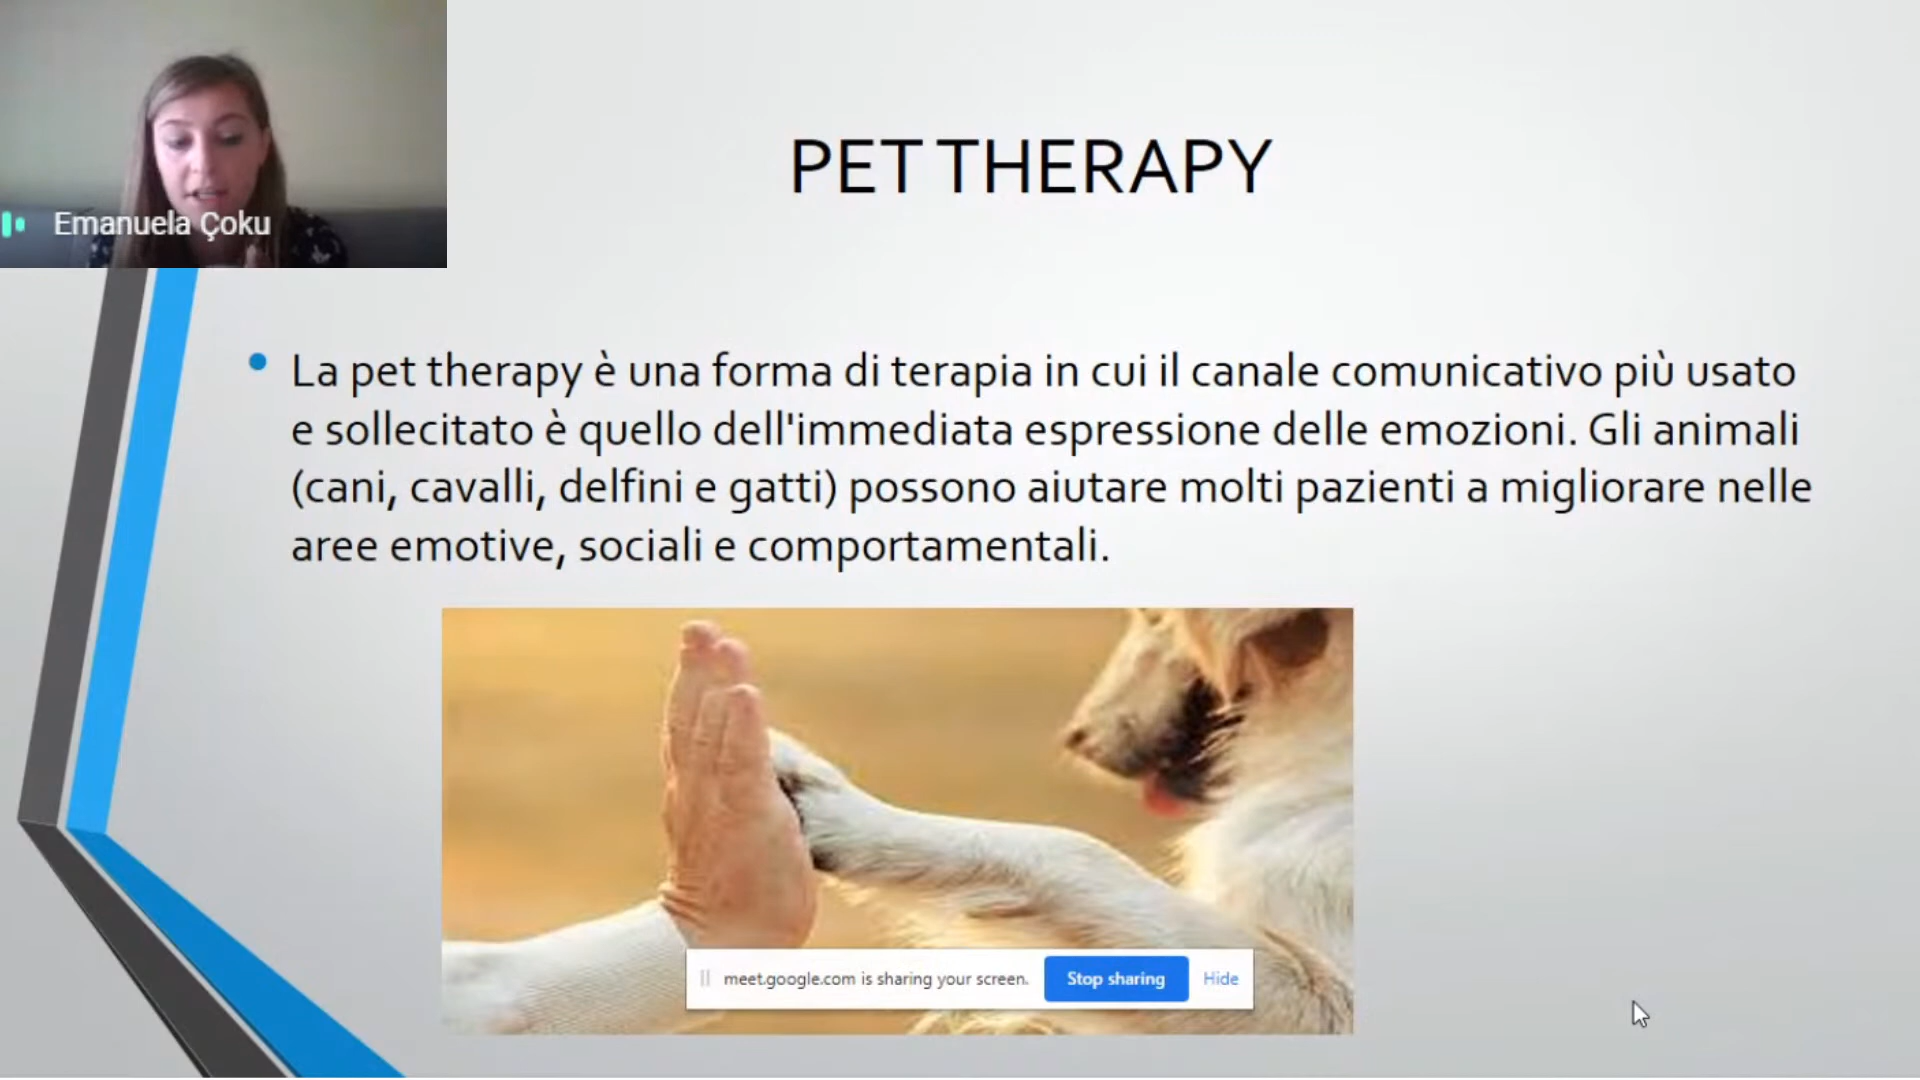 Emanuela Çoku
PET THERAPY
La pet therapy è una forma di terapia in cui il canale comunicativo più usato
e sollecitato è quello dell'immediata espressione delle emozioni. Gli animali
(cani, cavalli, delfini e gatti) possono aiutare molti pazienti a migliorare nelle
aree emotive, sociali e comportamentali.
meet.google.com is sharing your screen. Stop sharing Hide